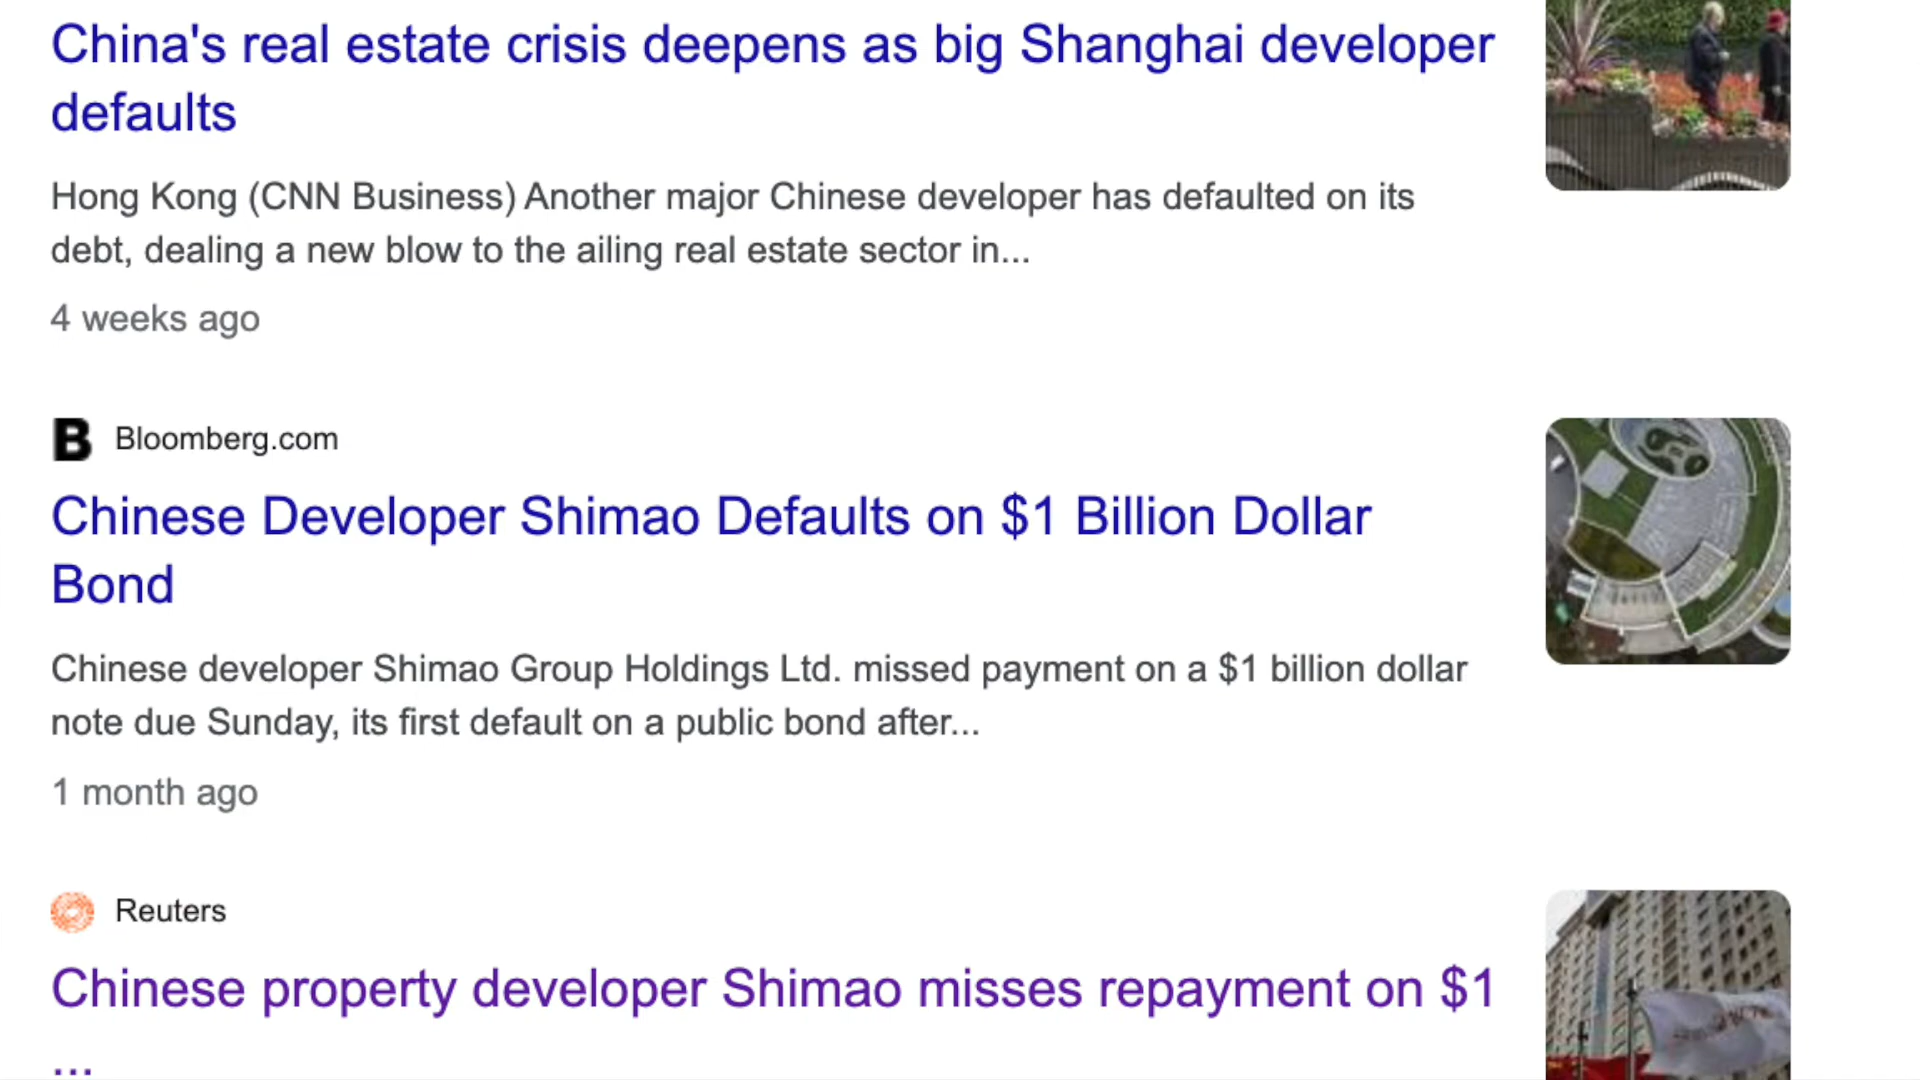 China's real estate crisis deepens as big Shanghai developer
defaults
Hong Kong (CNN Business) Another major Chinese developer has defaulted on its
debt, dealing a new blow to the ailing real estate sector in...
4 weeks ago
B Bloomberg.com
Chinese Developer Shimao Defaults on $1 Billion Dollar
Bond
Chinese developer Shimao Group Holdings Ltd. missed payment on a $1 billion dollar
note due Sunday, its first default on a public bond after...
1 month ago
Reuters
Chinese property developer Shimao misses repayment on $1
...